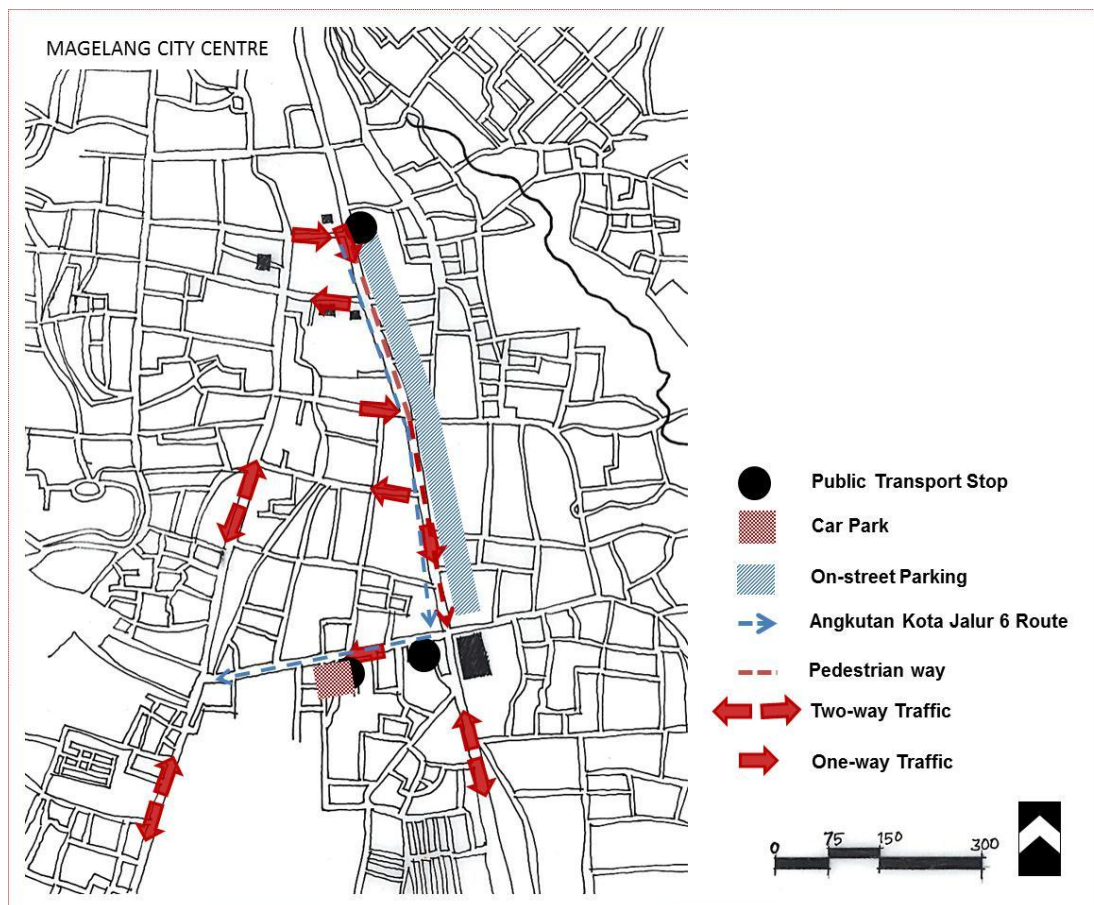 MAGELANG CITY CENTRE
Public Transport Stop
Car Park
On-street Parking
Angkutan Kota Jalur 6 Route
Pedestrian way
Two-way Traffic
One-way Traffic
0 75 150 300